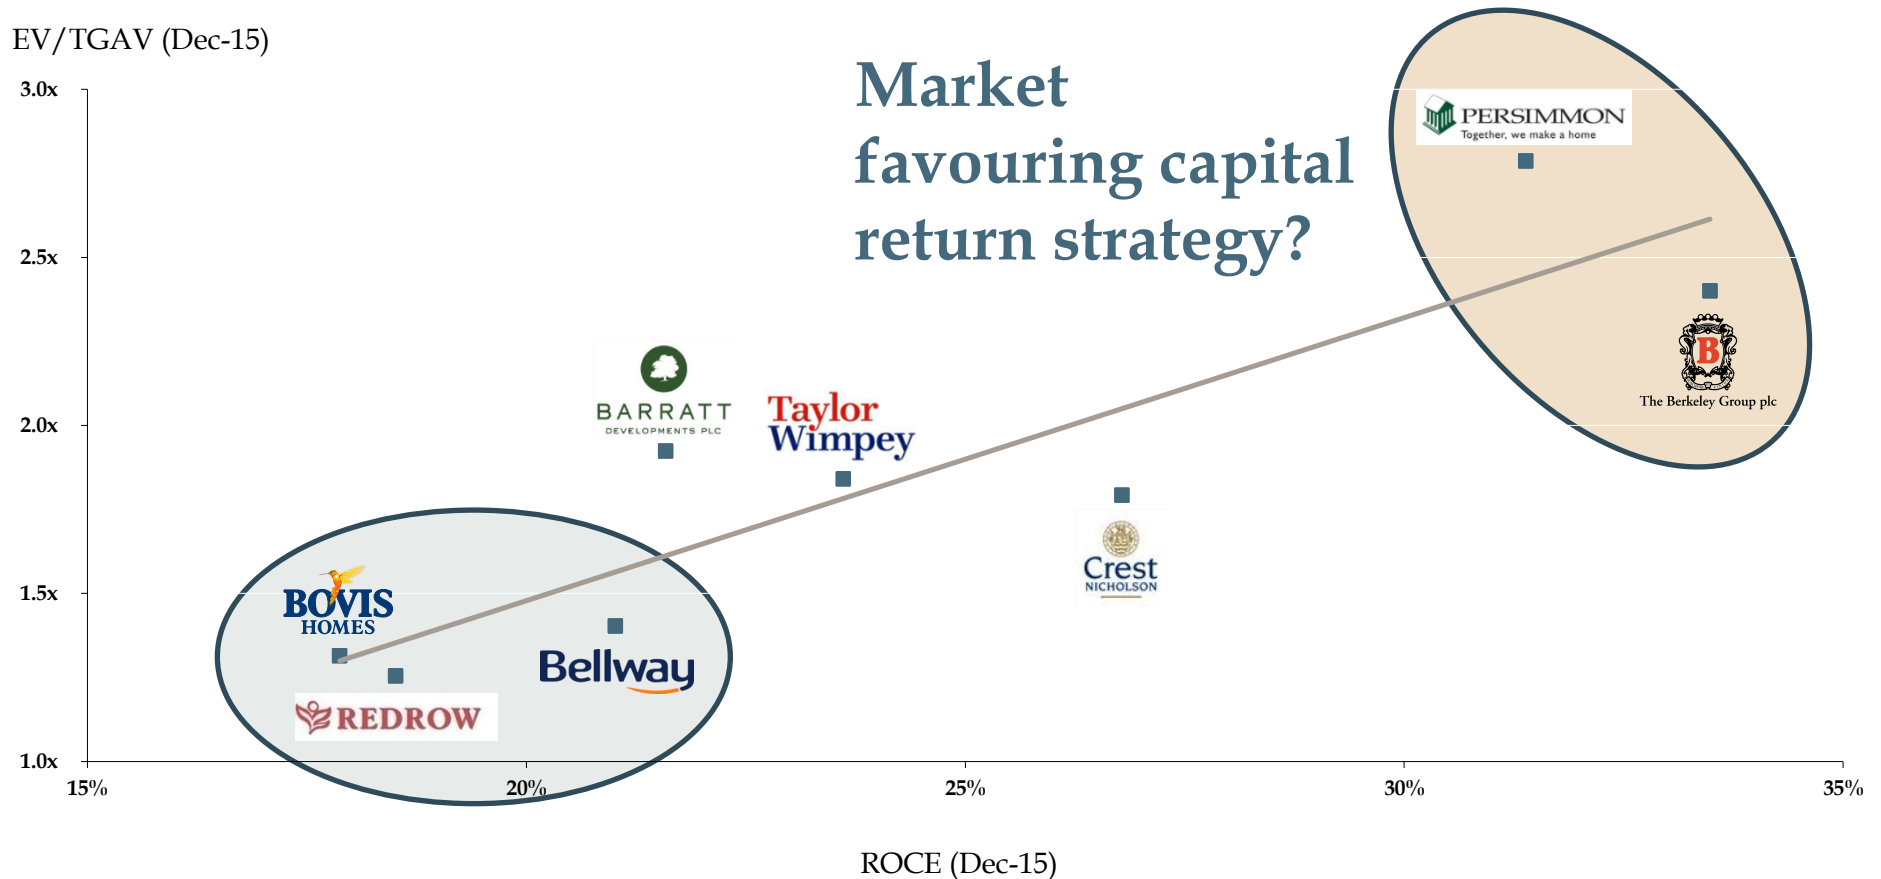 EV/TGAV (Dec-15)
Market
favouring capital
return strategy?
3.0x
2.5x
2.0x
1.5x
1.0x
PERSIMMON
Together, we make a home
B
The Berkeley Group plc
BARRATT
DEVELOPMENTS PLC
Taylor
Wimpey
Crest
NICHOLSON
BOVIS
HOMES
Bellway
REDROW
15%
20%
25%
30%
35%
ROCE (Dec-15)